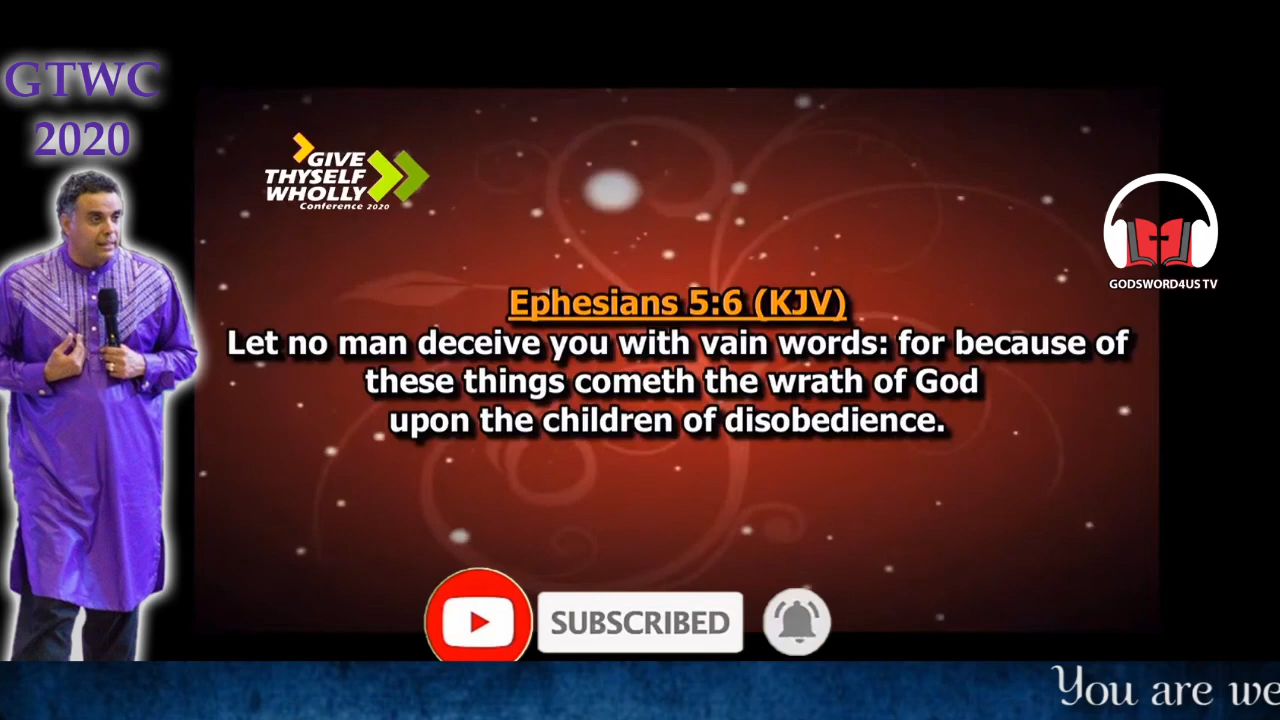 GTWC
2020
GIVE
THYSELF
WHOLLY
Conference 2020
GODSWORD4US TV
Ephesians 5:6 (KJV)
Let no man deceive you with vain words: for because of
these things cometh the wrath of God
upon the children of disobedience.
SUBSCRIBED
You are we